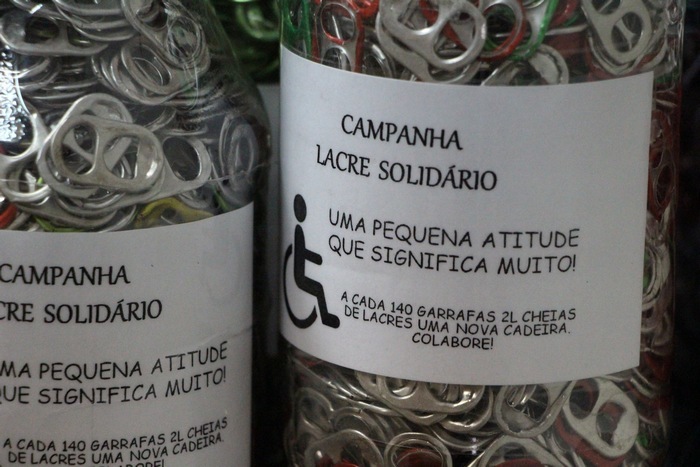 CAMPANHA
LACRE SOLIDÁRIO
UMA PEQUENA ATITUDE
QUE SIGNIFICA MUITO!
A CADA 140 GARRAFAS 2L CHEIAS
DE LACRES UMA NOVA CADEIRA.
COLABORE!
CAMPANHA
CRE SOLIDÁRIO
MA PEQUENA ATITUDE
UE SIGNIFICA MUITO!
A CADA 140 GARRAFAS 2L CHEIAS
DE LACRES UMA NOVA CADEIRA.
LABORE!